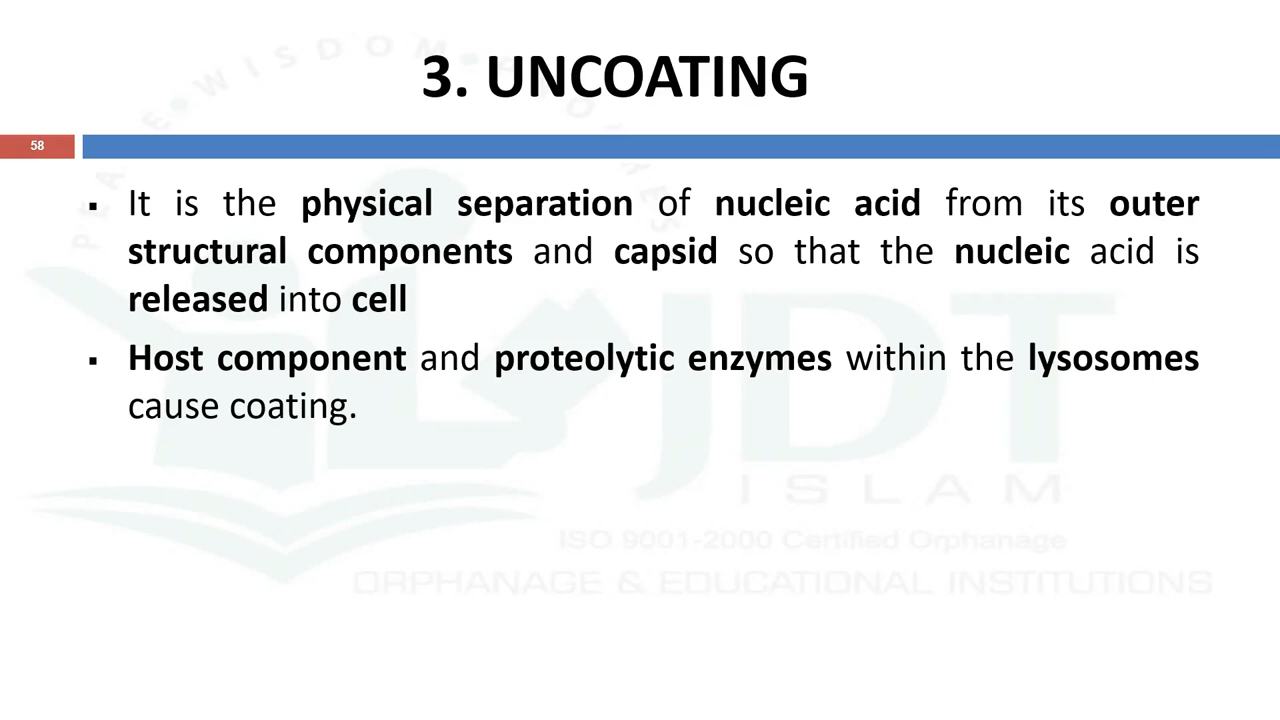 PEACE • WISDOM •
3. UNCOATING
58
▪ It is the physical separation of nucleic acid from its outer
structural components and capsid so that the nucleic acid is
released into cell
▪ Host component and proteolytic enzymes within the lysosomes
cause coating.
JDT
ISLAM
ISO 9001-2000 Certified Orphanage
ORPHANAGE & EDUCATIONAL INSTITUTIONS